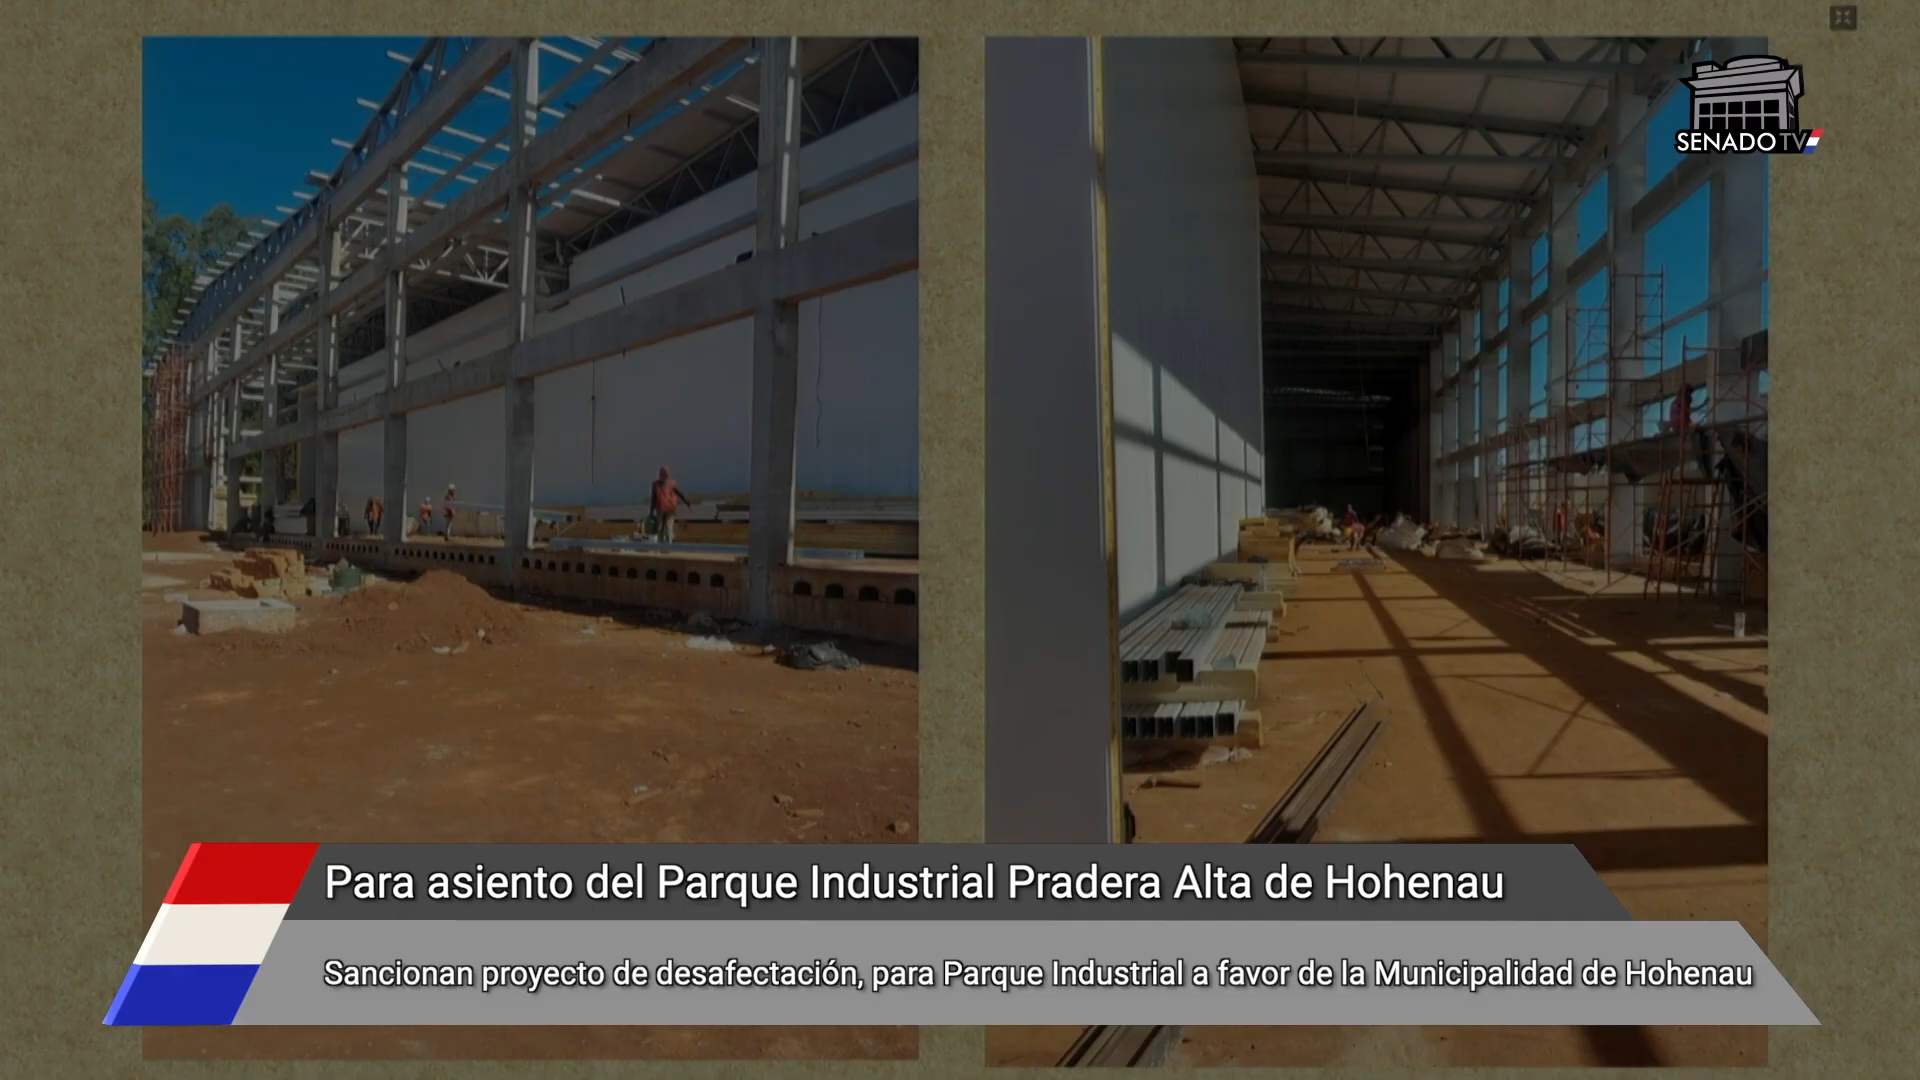 SENADO TV
Para asiento del Parque Industrial Pradera Alta de Hohenau
Sancionan proyecto de desafectación, para Parque Industrial a favor de la Municipalidad de Hohenau